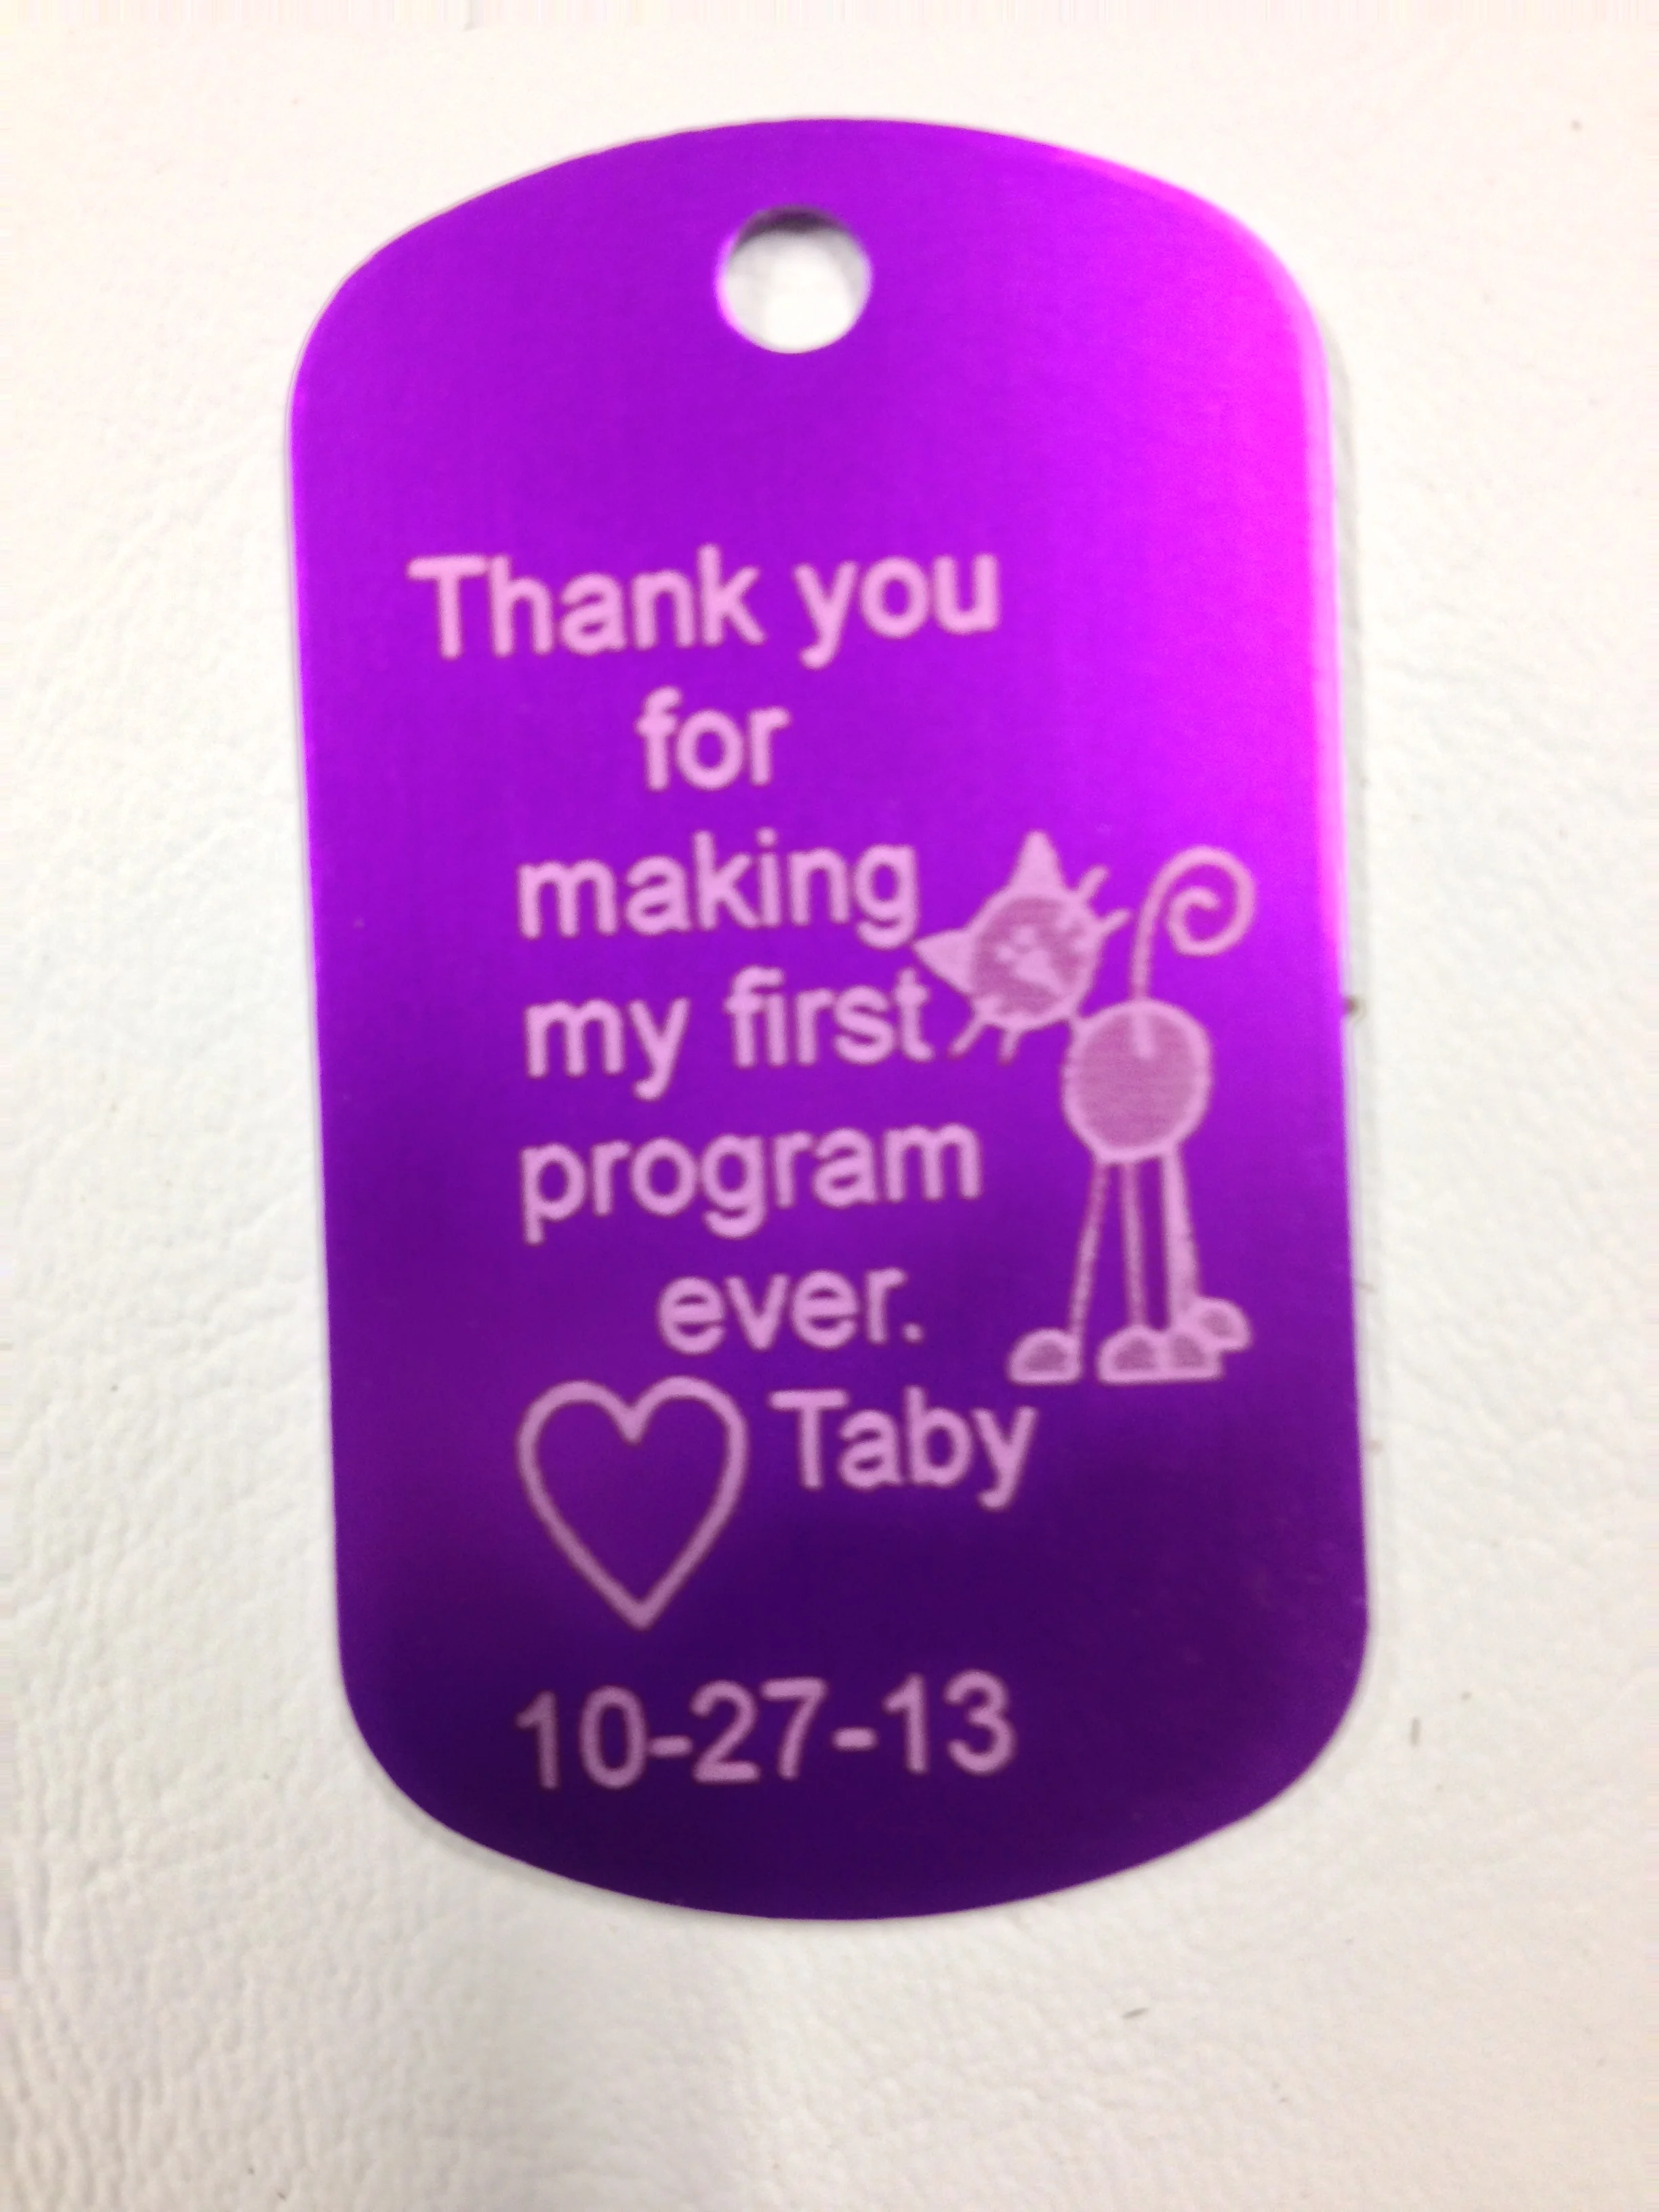 Thank you
for
making
my first
program
ever.
Taby
10-27-13